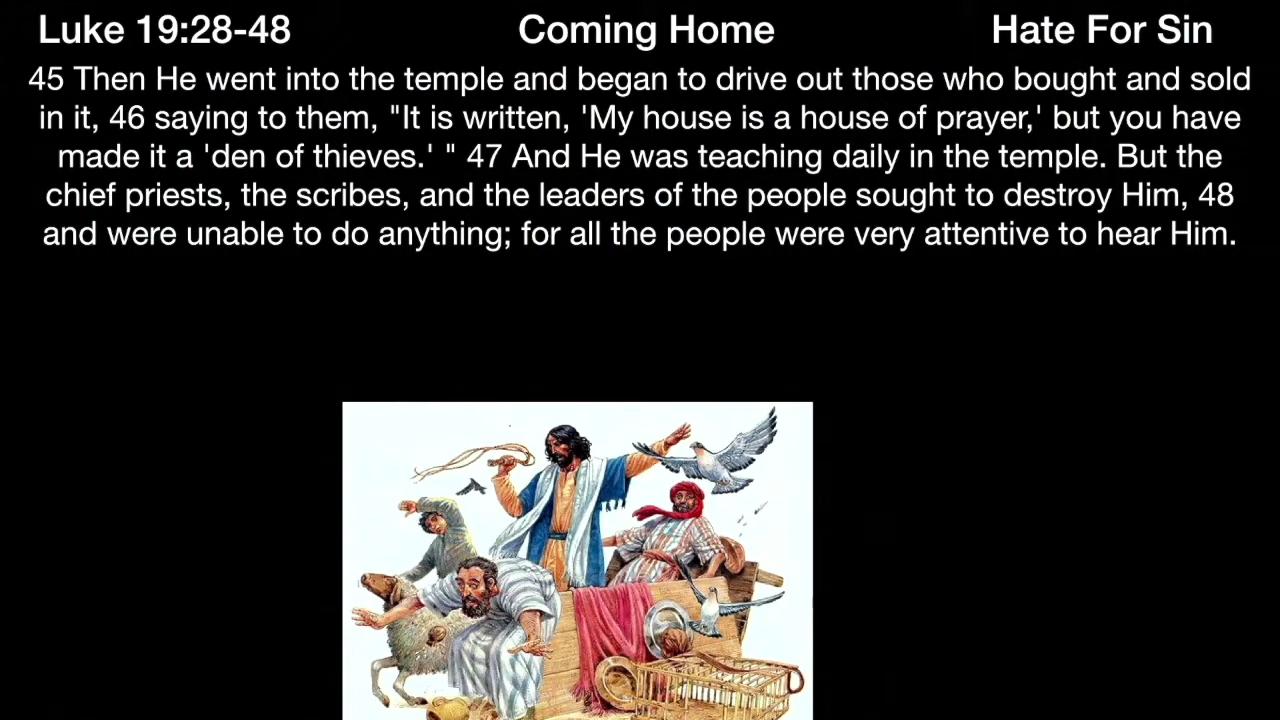 Luke 19:28-48 Coming Home Hate For Sin
45 Then He went into the temple and began to drive out those who bought and sold
in it, 46 saying to them, "It is written, 'My house is a house of prayer,' but you have
made it a 'den of thieves.' " 47 And He was teaching daily in the temple. But the
chief priests, the scribes, and the leaders of the people sought to destroy Him, 48
and were unable to do anything; for all the people were very attentive to hear Him.